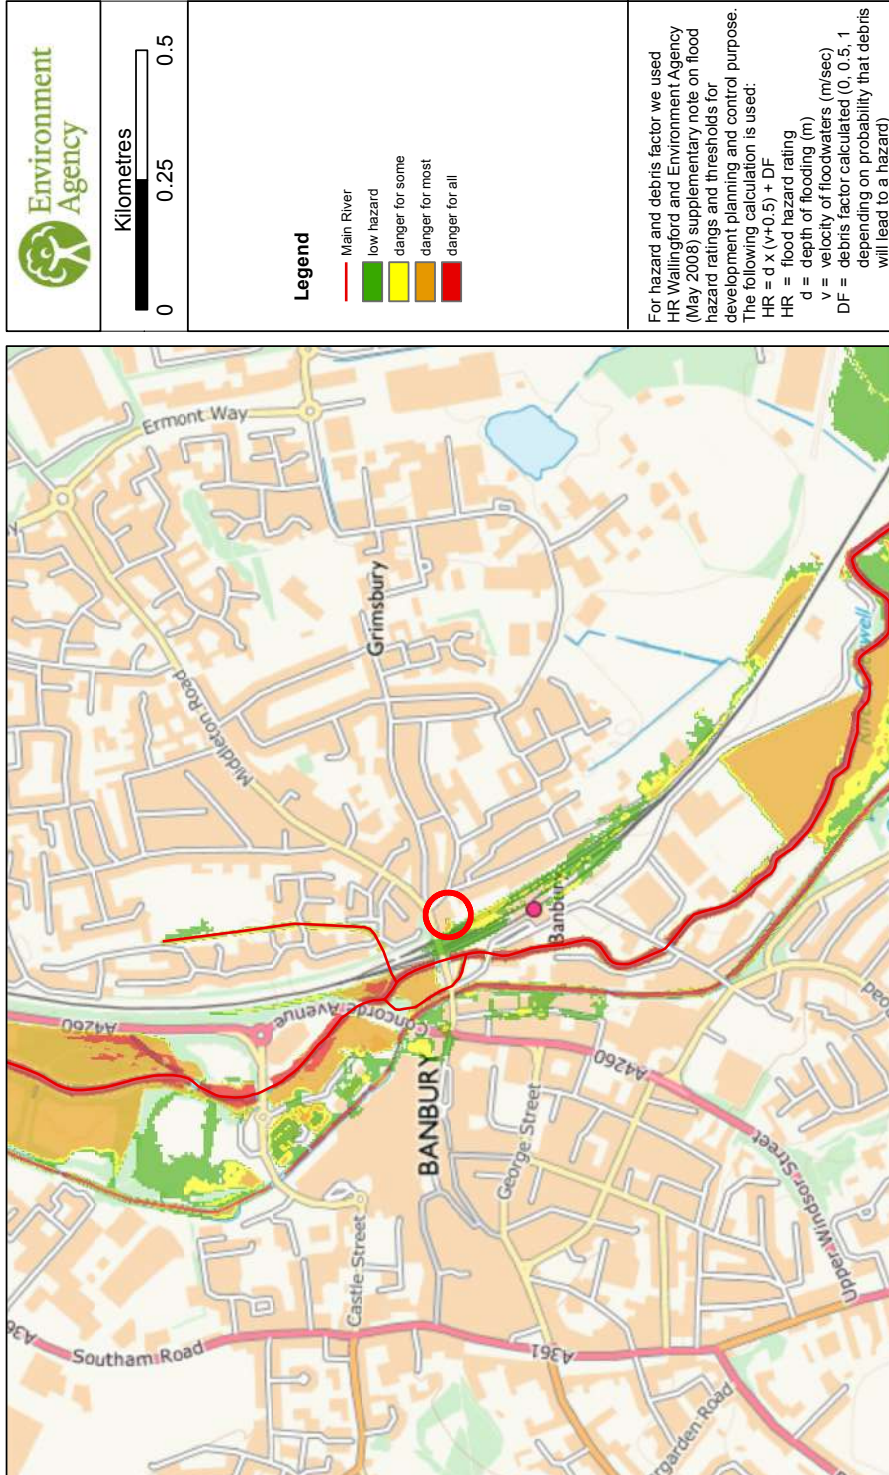 Environment
Agency
Kilometres
0 0.25 0.5
Legend
Main River
low hazard
danger for some
danger for most
danger for all
For hazard and debris factor we used
HR Wallingford and Environment Agency
(May 2008) supplementary note on flood
hazard ratings and thresholds for
development planning and control purpose.
The following calculation is used:
HR = d x (v+0.5) + DF
HR = flood hazard rating
d = depth of flooding (m)
v = velocity of floodwaters (m/sec)
DF = debris factor calculated (0, 0.5, 1
depending on probability that debris
will lead to a hazard)
Ermont Way
Middleton Road
Grimsbury
A4260
Concorde Avenue
BANBURY
Banbury
George Street
A4260
Castle Street
Upper Windsor Street
Southam Road
A361
Road